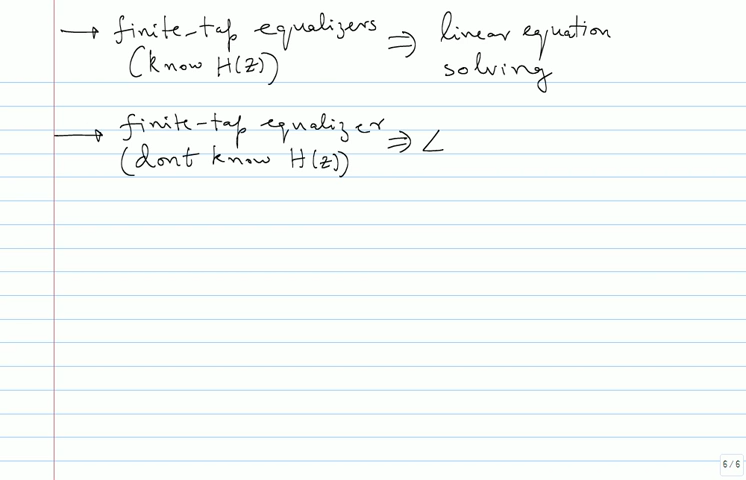 → finite-tap equalizers ⇒ linear equation
(know H(z)) solving
→ finite-tap equalizer ⇒ <
(dont know H(z))
6/6